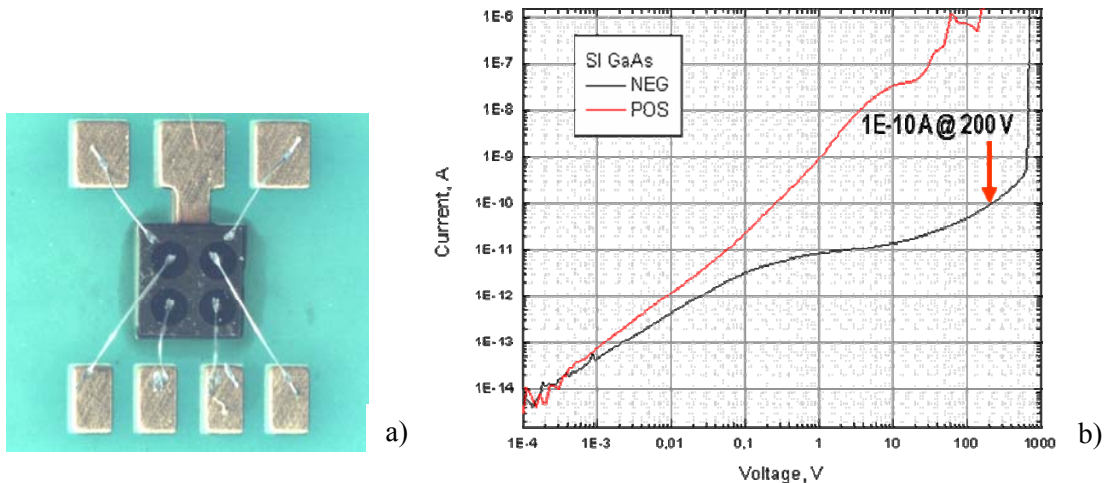 a)
1E-6
1E-7
1E-8
1E-9
1E-10
1E-11
1E-12
1E-13
1E-14
Current, A
SI GaAs
NEG
POS
1E-10 A @ 200 V
1E-4
1E-3
0,01
0,1
1
10
100
1000
Voltage, V
b)